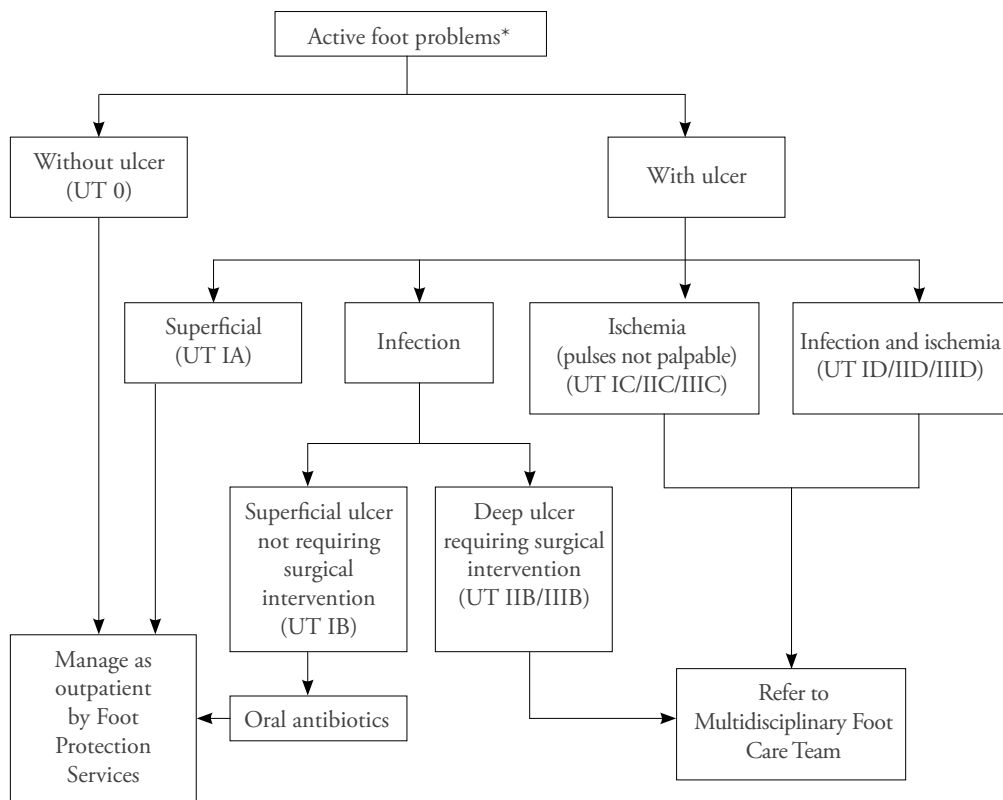 Active foot problems*
Without ulcer
(UT 0)
With ulcer
Superficial
(UT IA)
Infection
Ischemia
(pulses not palpable)
(UT IC/IIC/IIIC)
Infection and ischemia
(UT ID/IID/IIID)
Superficial ulcer
not requiring
surgical
intervention
(UT IB)
Deep ulcer
requiring surgical
intervention
(UT IIB/IIIB)
Manage as
outpatient
by Foot
Protection
Services
Oral antibiotics
Refer to
Multidisciplinary Foot
Care Team